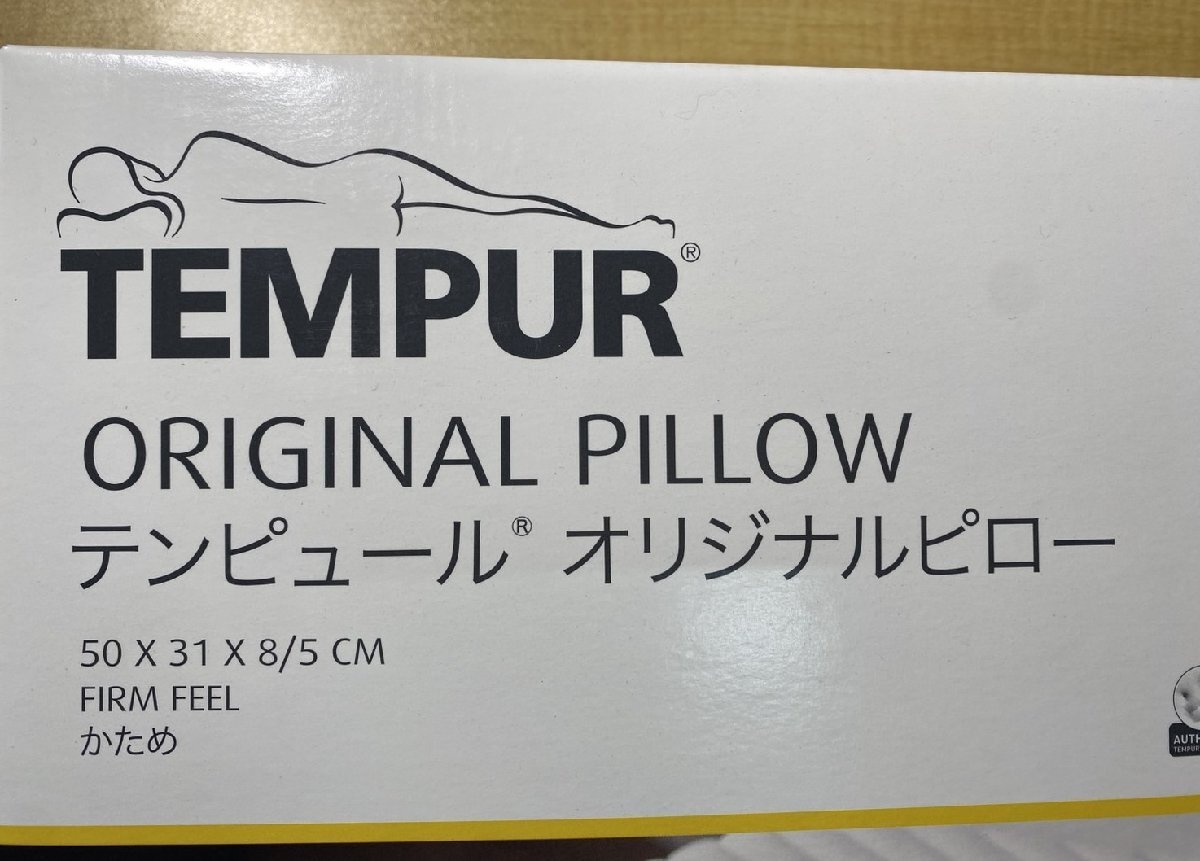 TEMPUR®
ORIGINAL PILLOW
テンピュール® オリジナルピロー
50 X 31 X 8/5 CM
FIRM FEEL
かため
TEMPUR